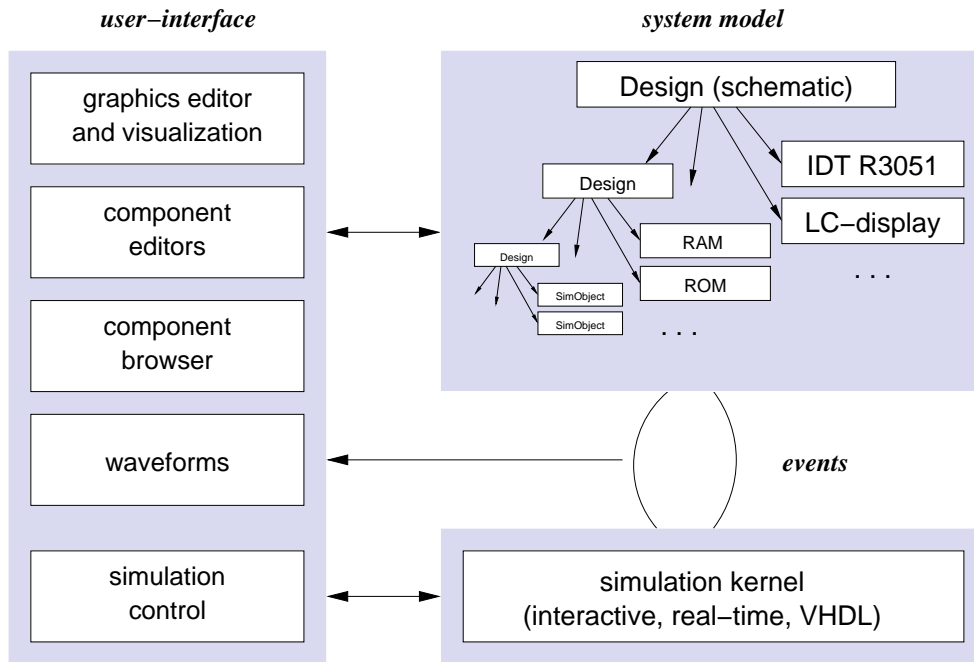 user−interface
graphics editor
and visualization
component
editors
component
browser
waveforms
simulation
control
system model
Design (schematic)
IDT R3051
LC−display
. . .
Design
RAM
ROM
. . .
Design
SimObject
SimObject
events
simulation kernel
(interactive, real−time, VHDL)